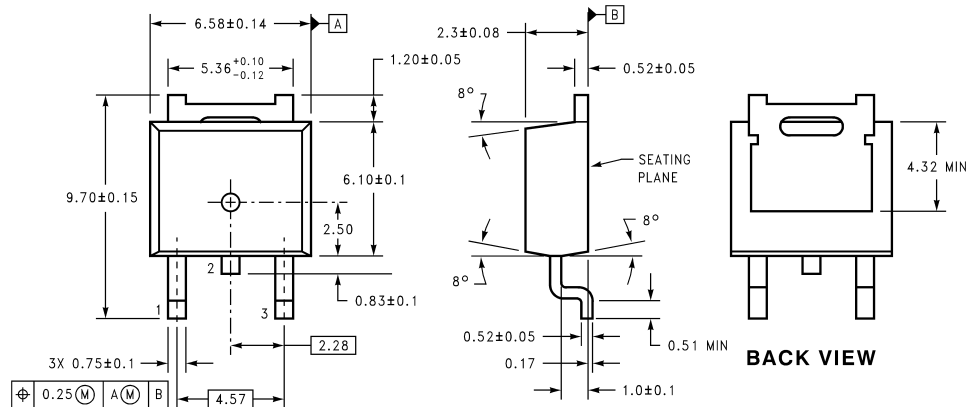 6.58±0.14
A
5.36 +0.10 -0.12
1.20±0.05
9.70±0.15
6.10±0.1
2.50
2
0.83±0.1
1
3
2.28
3X 0.75±0.1
⌖ 0.25 Ⓜ A Ⓜ B
4.57
B
2.3±0.08
0.52±0.05
8°
SEATING
PLANE
8°
8°
0.52±0.05
0.51 MIN
0.17
1.0±0.1
4.32 MIN
BACK VIEW